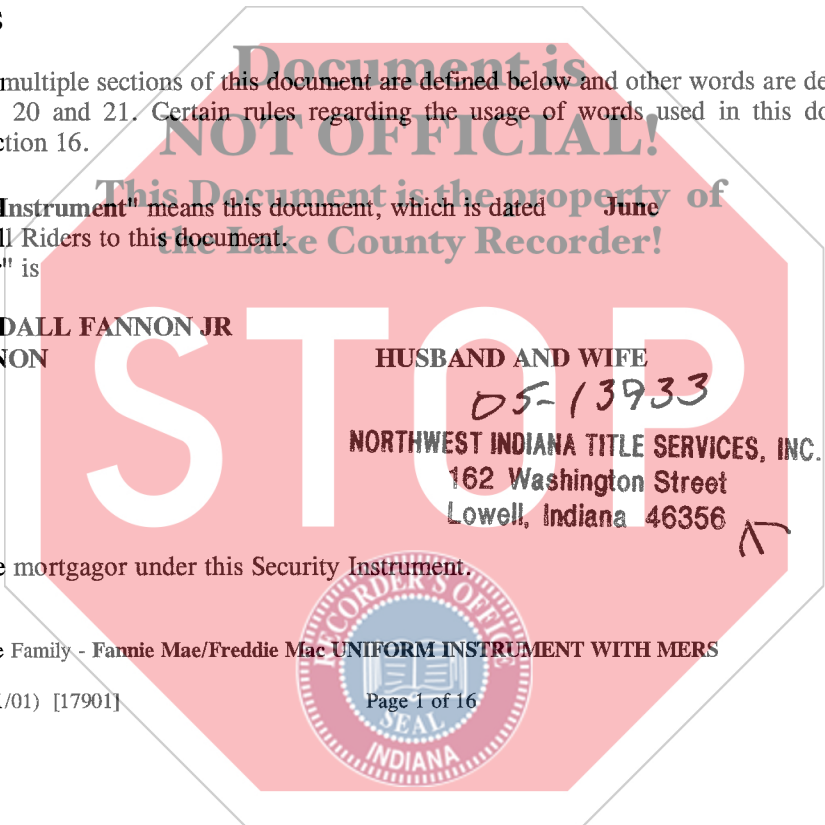 S
Document is
multiple sections of this document are defined below and other words are de
20 and 21. Certain rules regarding the usage of words used in this do
NOT OFFICIAL!
ction 16.
This Document is the property of
Instrument" means this document, which is dated June
the Lake County Recorder!
ll Riders to this document.
" is
STOP
DALL FANNON JR
NON HUSBAND AND WIFE
05-13933
NORTHWEST INDIANA TITLE SERVICES, INC.
162 Washington Street
Lowell, Indiana 46356
e mortgagor under this Security Instrument.
RECORDER'S OFFICE
e Family - Fannie Mae/Freddie Mac UNIFORM INSTRUMENT WITH MERS
/01) [17901] Page 1 of 16
SEAL
INDIANA